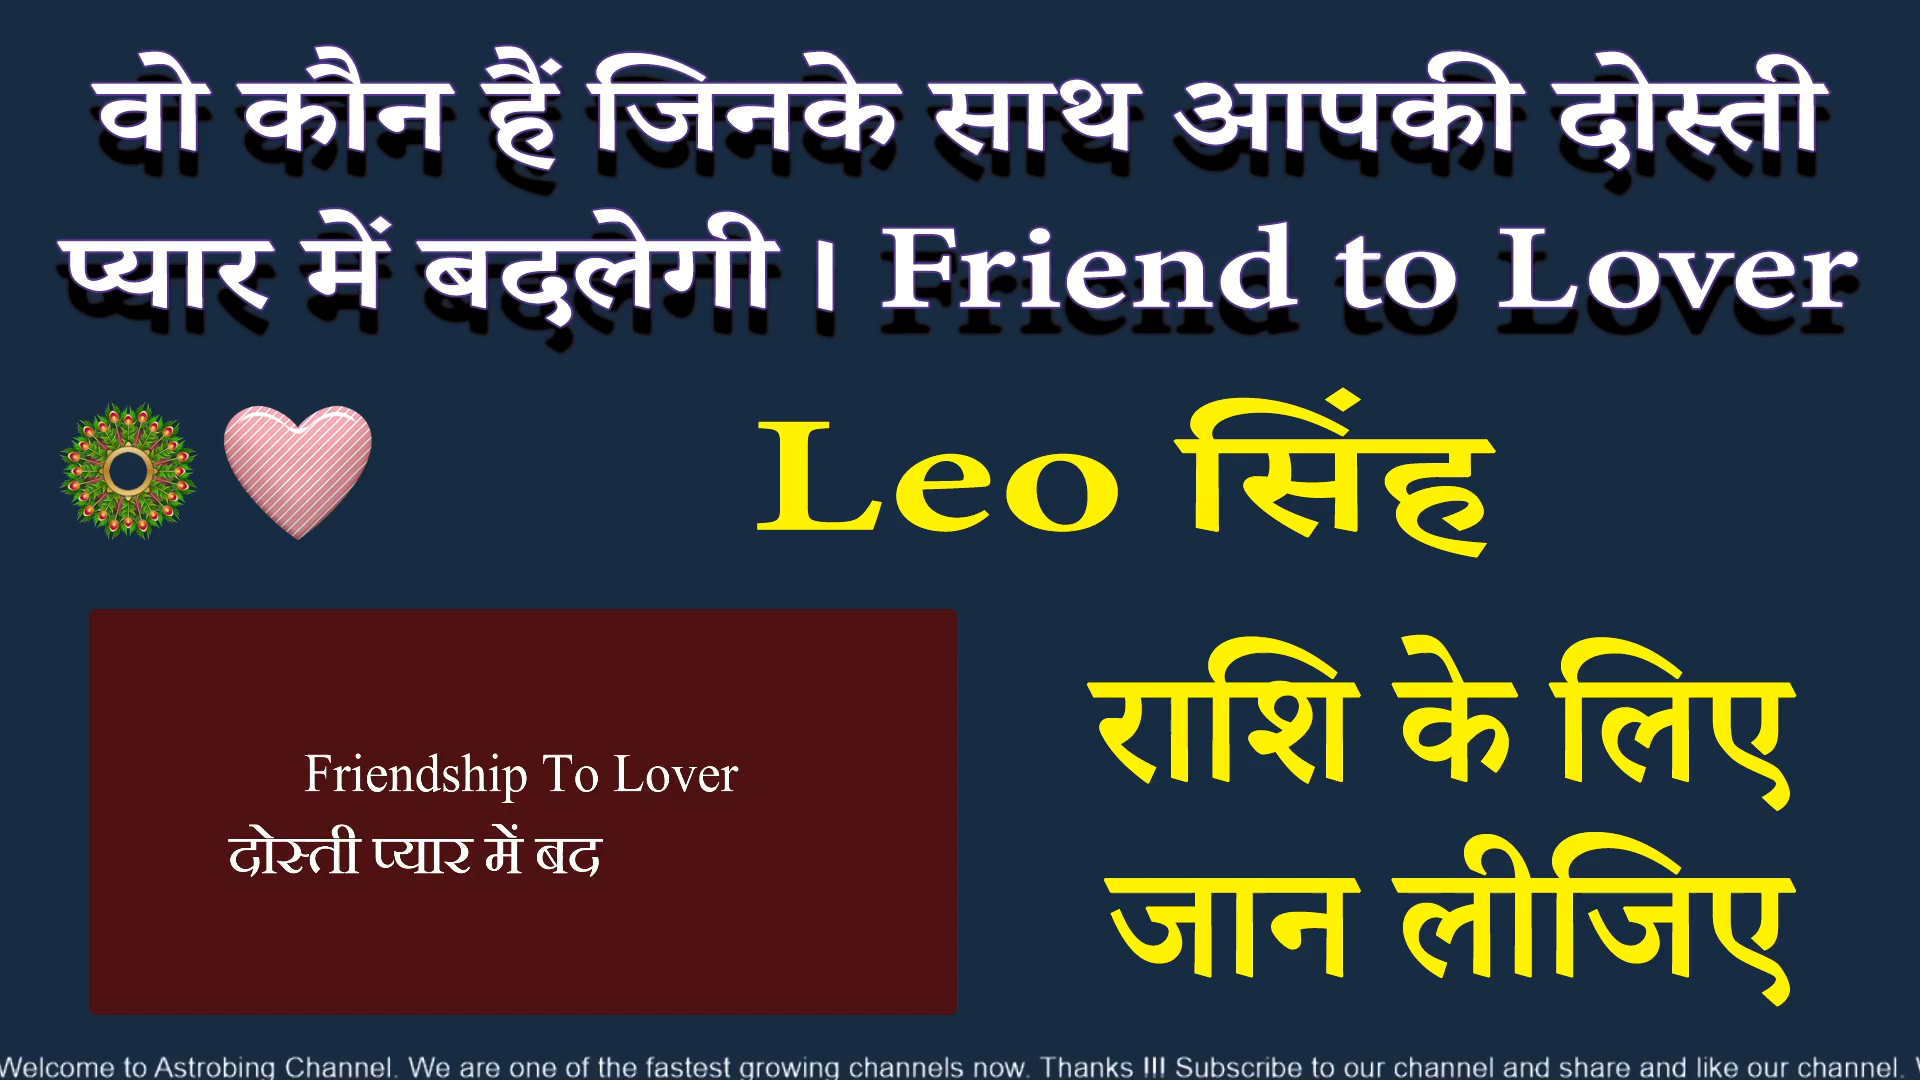 वो कौन हैं जिनके साथ आपकी दोस्ती
प्यार में बदलेगी । Friend to Lover
Leo सिंह
राशि के लिए
जान लीजिए
Friendship To Lover
दोस्ती प्यार में बद
Welcome to Astrobing Channel. We are one of the fastest growing channels now. Thanks !!! Subscribe to our channel and share and like our channel.